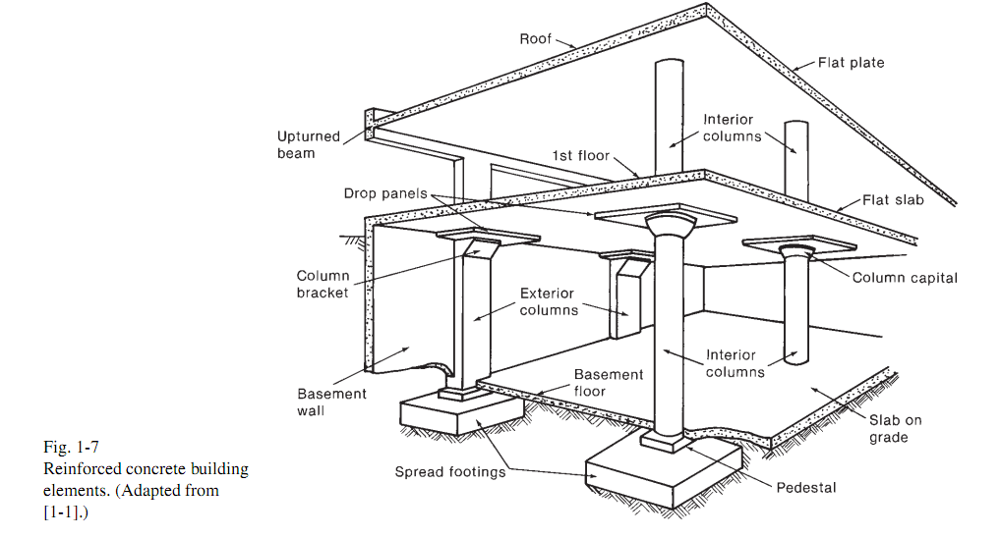 Roof
Flat plate
Upturned
beam
Interior
columns
1st floor
Drop panels
Flat slab
Column
bracket
Exterior
columns
Column capital
Interior
columns
Basement
wall
Basement
floor
Slab on
grade
Spread footings
Pedestal
Fig. 1-7
Reinforced concrete building
elements. (Adapted from
[1-1].)